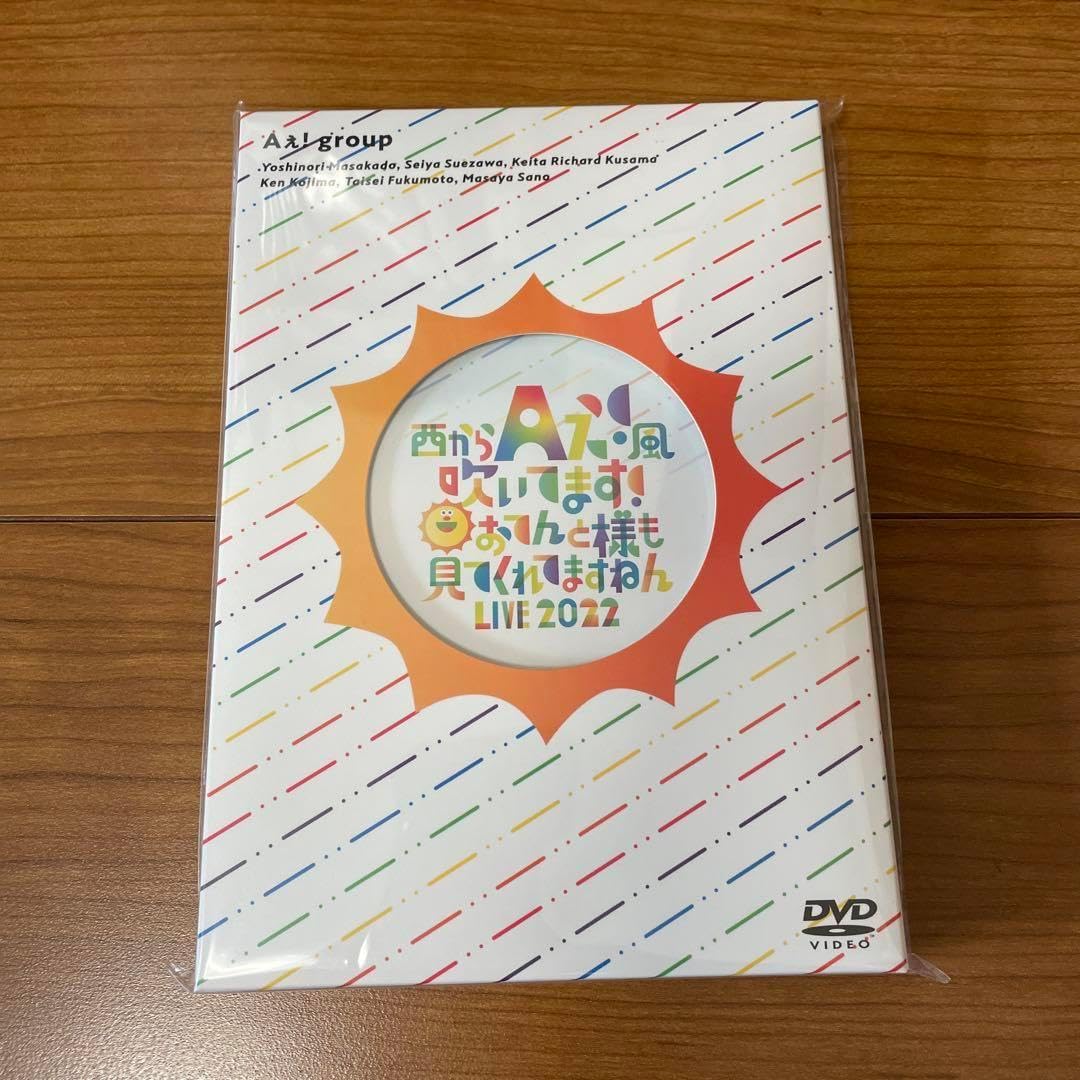 Aぇ! group
Yoshinori Masakado, Seiya Suezawa, Keita Richard Kusama
Ken Kojima, Taisei Fukumoto, Masaya Sano
西からAぇ風
吹いてます!
おてんと様も
見てくれてますねん
LIVE 2022
DVD
VIDEO™